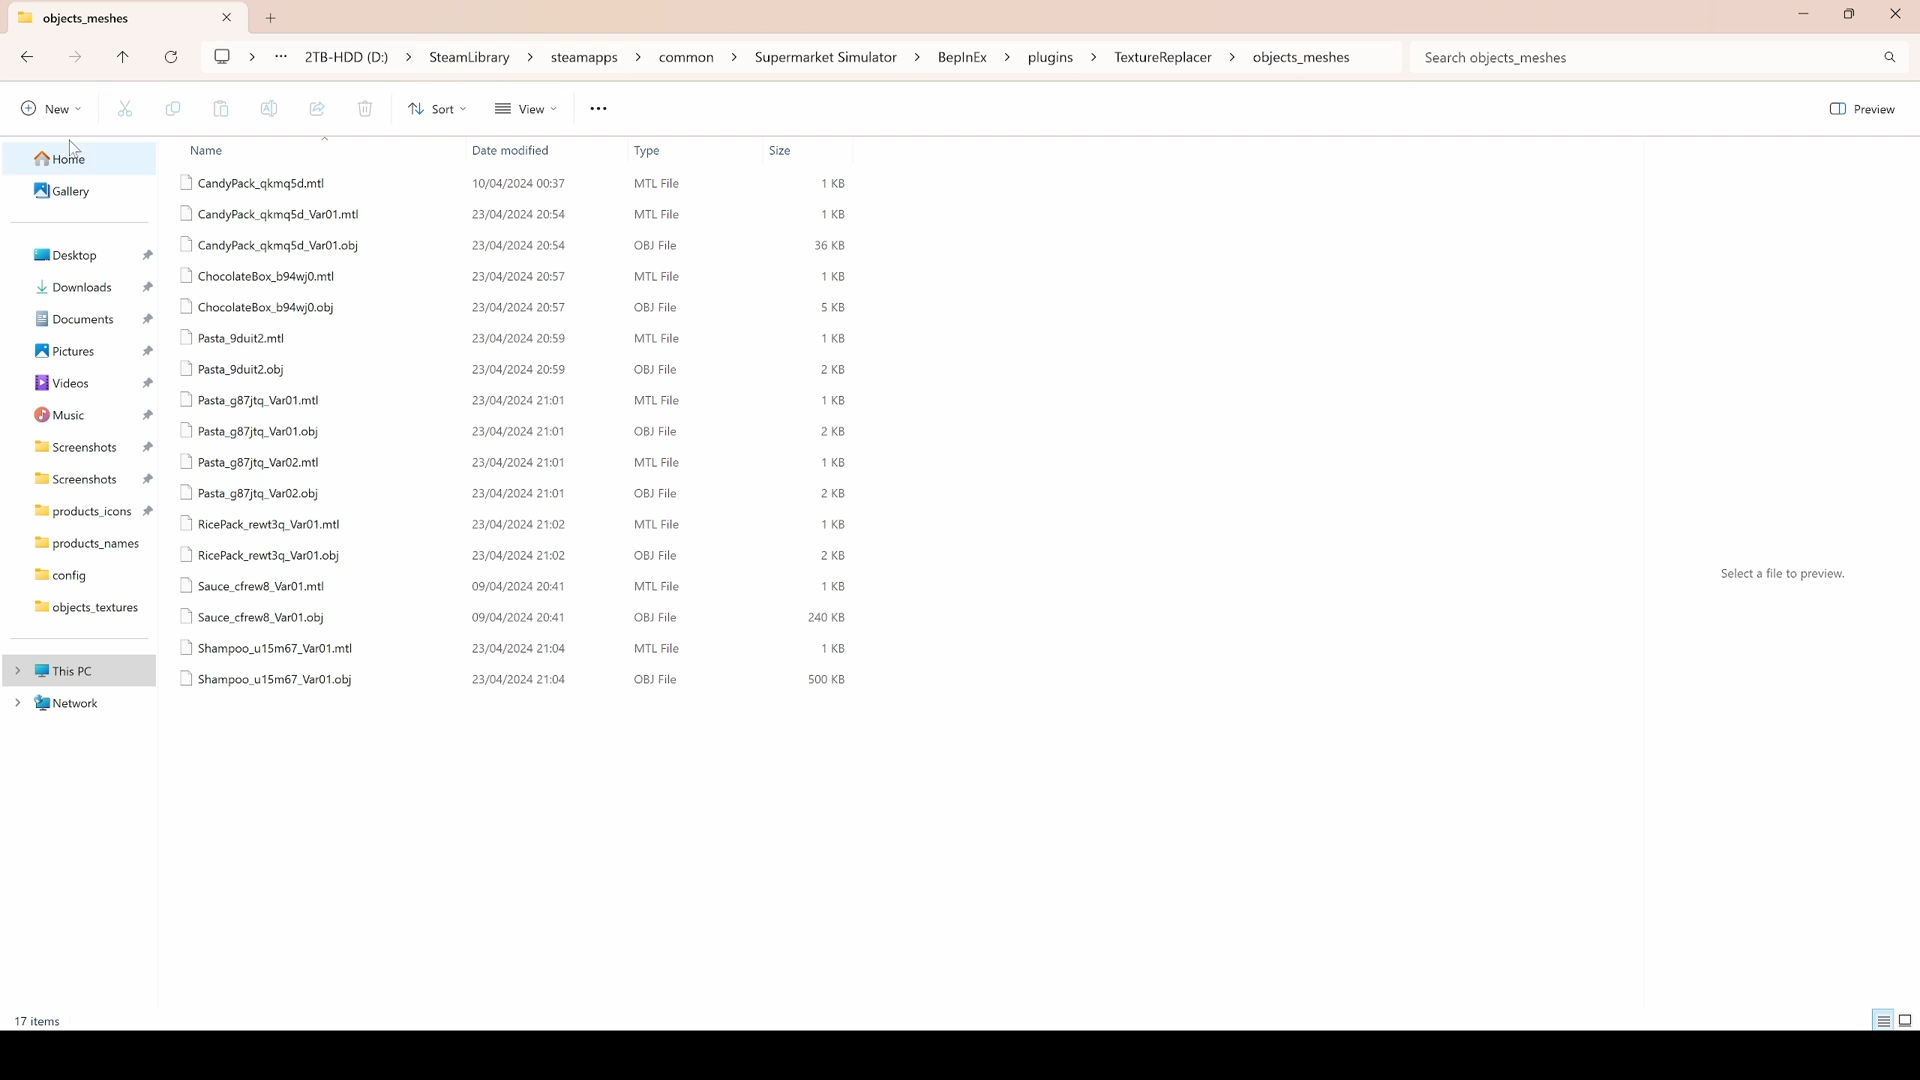 objects_meshes
2TB-HDD (D:) SteamLibrary steamapps common Supermarket Simulator BepInEx plugins TextureReplacer objects_meshes Search objects_meshes
New Sort View Preview
Name Date modified Type Size
Home
Gallery
Desktop
Downloads
Documents
Pictures
Videos
Music
Screenshots
Screenshots
products_icons
products_names
config
objects_textures
This PC
Network
CandyPack_qkmq5d.mtl 10/04/2024 00:37 MTL File 1 KB
CandyPack_qkmq5d_Var01.mtl 23/04/2024 20:54 MTL File 1 KB
CandyPack_qkmq5d_Var01.obj 23/04/2024 20:54 OBJ File 36 KB
ChocolateBox_b94wj0.mtl 23/04/2024 20:57 MTL File 1 KB
ChocolateBox_b94wj0.obj 23/04/2024 20:57 OBJ File 5 KB
Pasta_9duit2.mtl 23/04/2024 20:59 MTL File 1 KB
Pasta_9duit2.obj 23/04/2024 20:59 OBJ File 2 KB
Pasta_g87jtq_Var01.mtl 23/04/2024 21:01 MTL File 1 KB
Pasta_g87jtq_Var01.obj 23/04/2024 21:01 OBJ File 2 KB
Pasta_g87jtq_Var02.mtl 23/04/2024 21:01 MTL File 1 KB
Pasta_g87jtq_Var02.obj 23/04/2024 21:01 OBJ File 2 KB
RicePack_rewt3q_Var01.mtl 23/04/2024 21:02 MTL File 1 KB
RicePack_rewt3q_Var01.obj 23/04/2024 21:02 OBJ File 2 KB
Sauce_cfrew8_Var01.mtl 09/04/2024 20:41 MTL File 1 KB
Sauce_cfrew8_Var01.obj 09/04/2024 20:41 OBJ File 240 KB
Shampoo_u15m67_Var01.mtl 23/04/2024 21:04 MTL File 1 KB
Shampoo_u15m67_Var01.obj 23/04/2024 21:04 OBJ File 500 KB
Select a file to preview.
17 items